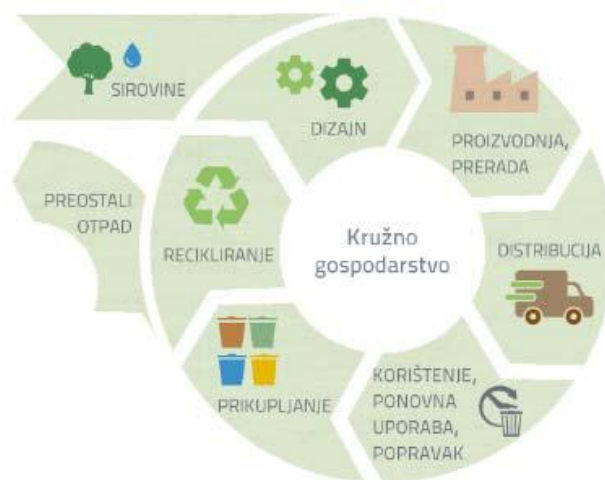 SIROVINE
DIZAJN
PROIZVODNJA,
PRERADA
PREOSTALI
OTPAD
RECIKLIRANJE
Kružno
gospodarstvo
DISTRIBUCIJA
PRIKUPLJANJE
KORIŠTENJE,
PONOVNA
UPORABA,
POPRAVAK